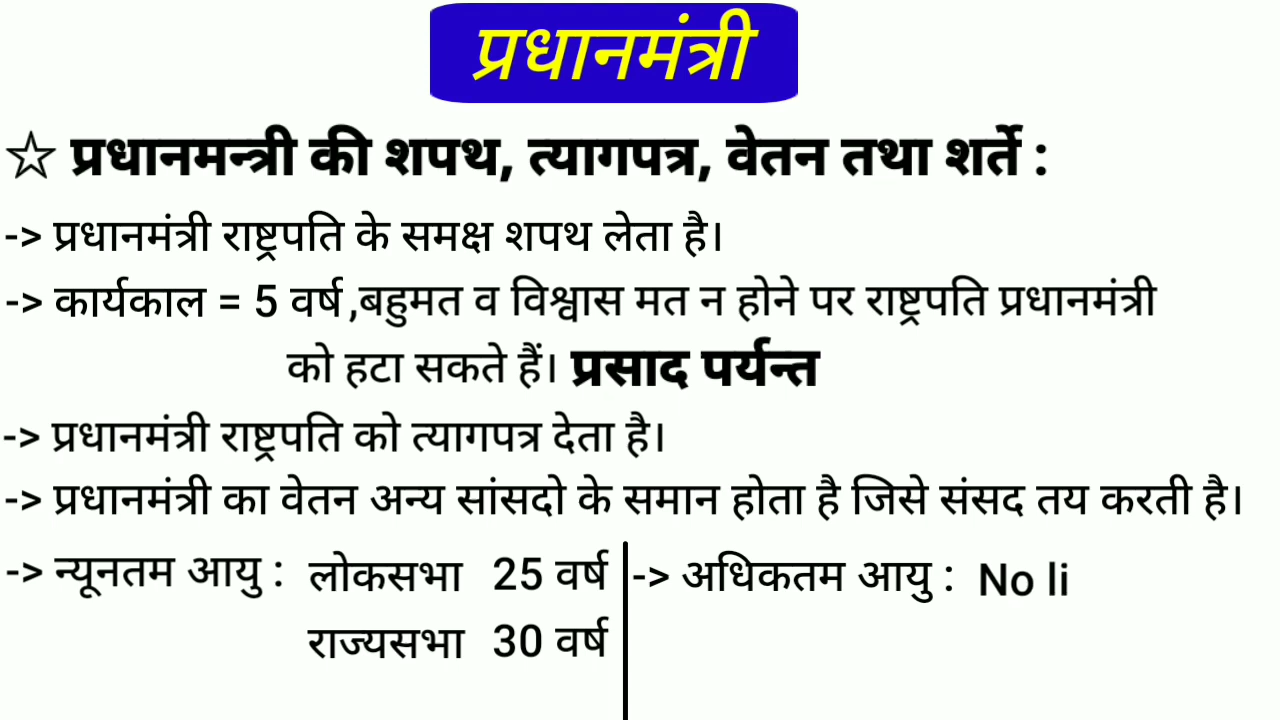 प्रधानमंत्री
☆ प्रधानमन्त्री की शपथ, त्यागपत्र, वेतन तथा शर्ते :
-> प्रधानमंत्री राष्ट्रपति के समक्ष शपथ लेता है।
-> कार्यकाल = 5 वर्ष ,बहुमत व विश्वास मत न होने पर राष्ट्रपति प्रधानमंत्री
को हटा सकते हैं। प्रसाद पर्यन्त
-> प्रधानमंत्री राष्ट्रपति को त्यागपत्र देता है।
-> प्रधानमंत्री का वेतन अन्य सांसदो के समान होता है जिसे संसद तय करती है।
-> न्यूनतम आयु : लोकसभा 25 वर्ष
राज्यसभा 30 वर्ष
-> अधिकतम आयु : No li